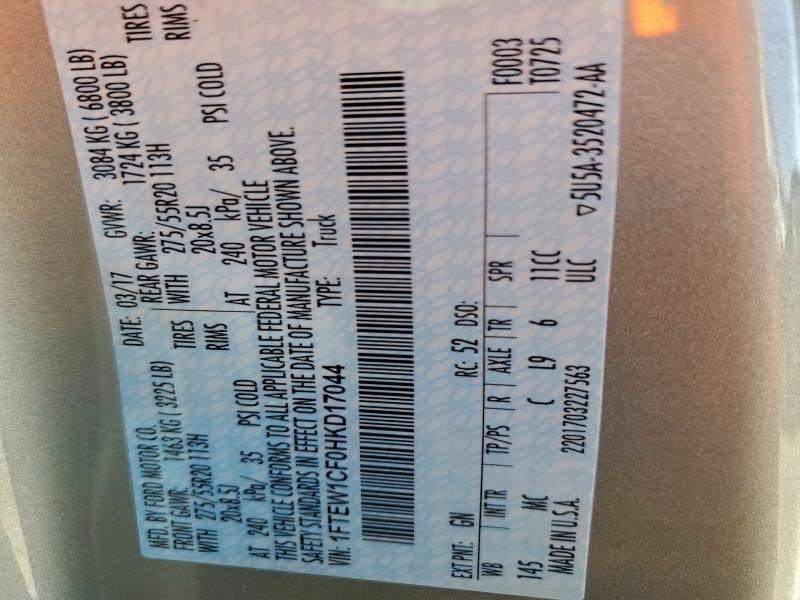 MFD. BY FORD MOTOR CO.
DATE: 03/17 GVWR: 3084 KG ( 6800 LB)
FRONT GAWR: 1463 KG ( 3225 LB) REAR GAWR: 1724 KG ( 3800 LB)
WITH 275/55R20 113H TIRES WITH 275/55R20 113H TIRES
20x8.5J RIMS 20x8.5J RIMS
AT 240 kPa/ 35 PSI COLD AT 240 kPa/ 35 PSI COLD
THIS VEHICLE CONFORMS TO ALL APPLICABLE FEDERAL MOTOR VEHICLE
SAFETY STANDARDS IN EFFECT ON THE DATE OF MANUFACTURE SHOWN ABOVE.
VIN: 1FTEW1CF0HKD17044 TYPE: Truck
EXT PNT: GN RC: 52 DSO: F0003
WB INTTR TP/PS R AXLE TR SPR T0725
145 MC C L9 6 11CC
MADE IN U.S.A. 2201703227563 ULC ▽5U5A-3520472-AA